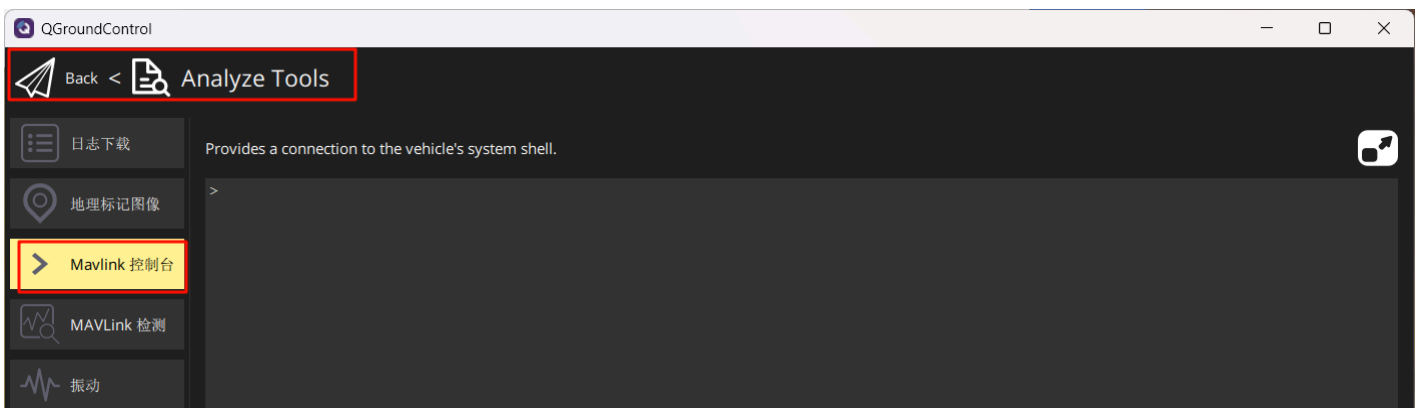 QGroundControl
Back < Analyze Tools
日志下载
Provides a connection to the vehicle's system shell.
地理标记图像
>
Mavlink 控制台
MAVLink 检测
振动